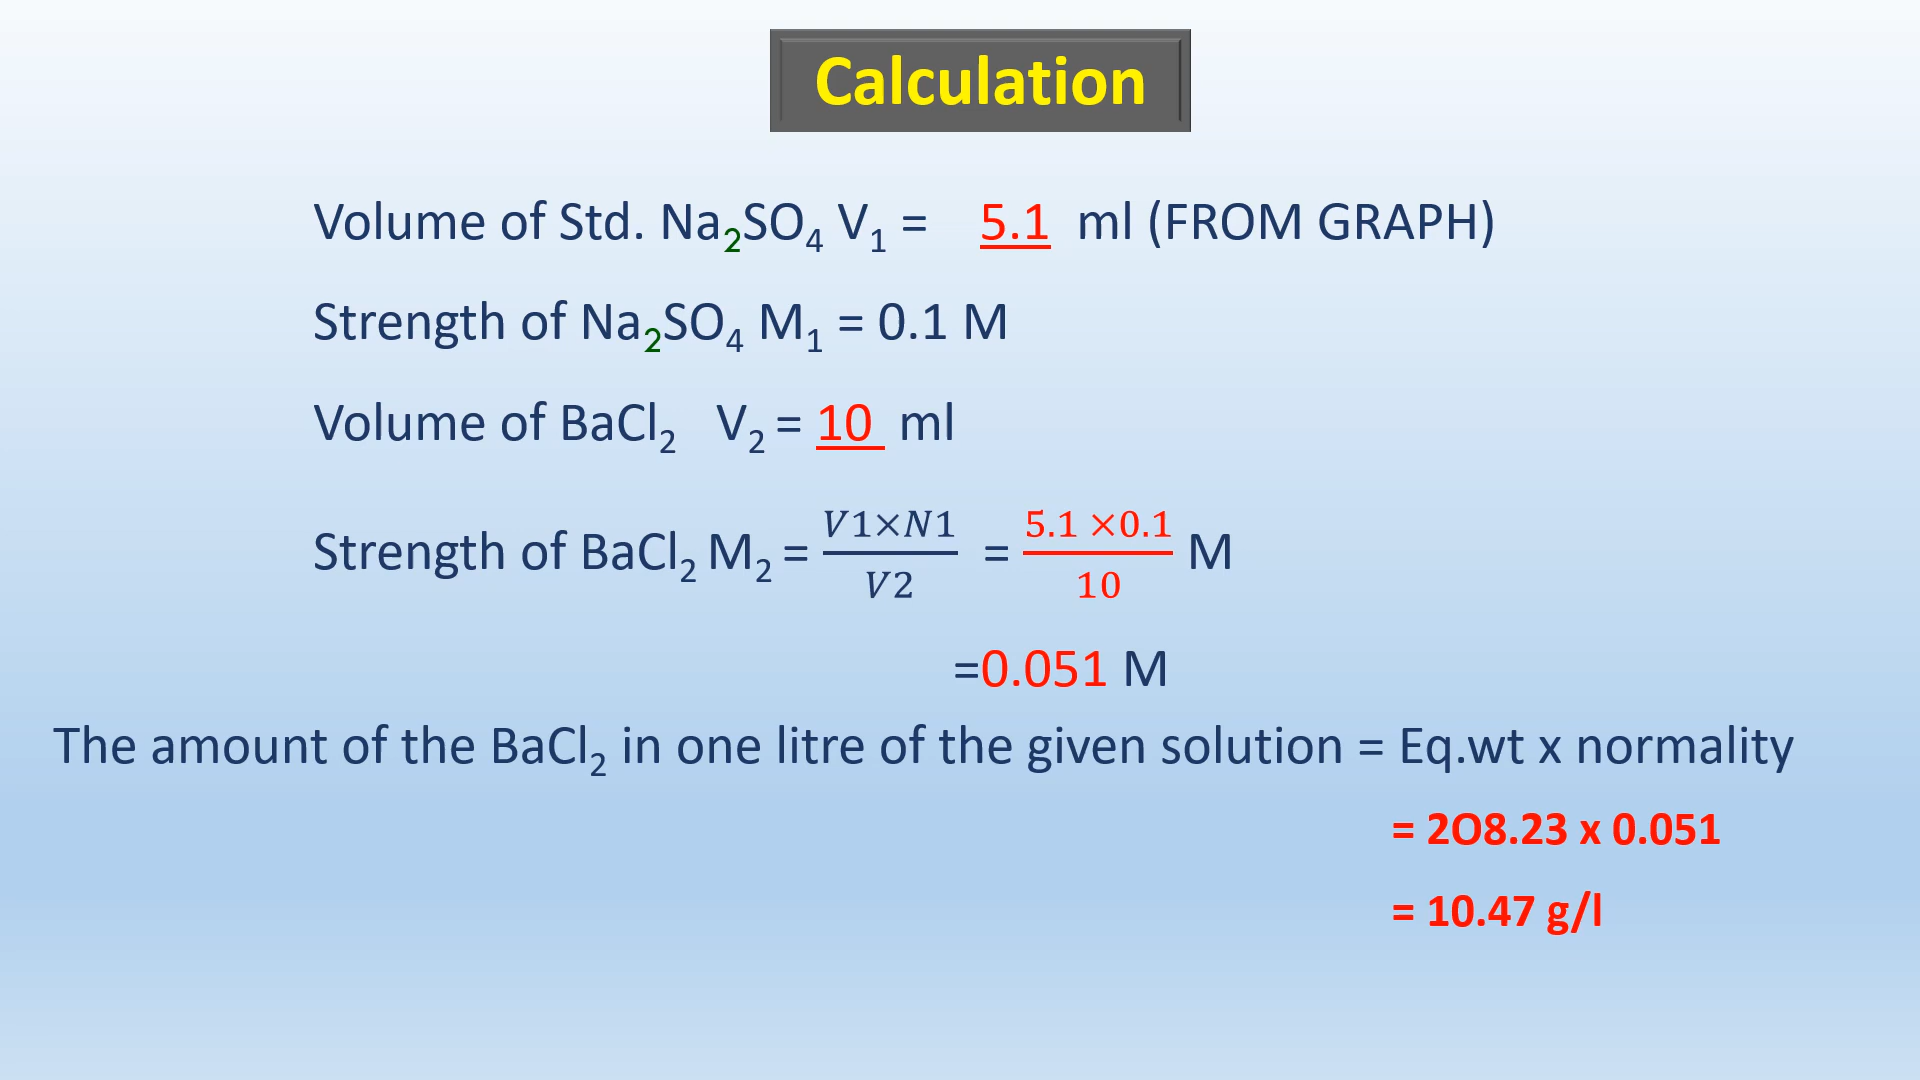 Calculation
Volume of Std. Na₂SO₄ V₁ = 5.1 ml (FROM GRAPH)
Strength of Na₂SO₄ M₁ = 0.1 M
Volume of BaCl₂ V₂ = 10 ml
Strength of BaCl₂ M₂ = V1×N1/V2 = 5.1 ×0.1/10 M
=0.051 M
The amount of the BaCl₂ in one litre of the given solution = Eq.wt x normality
= 2O8.23 x 0.051
= 10.47 g/l